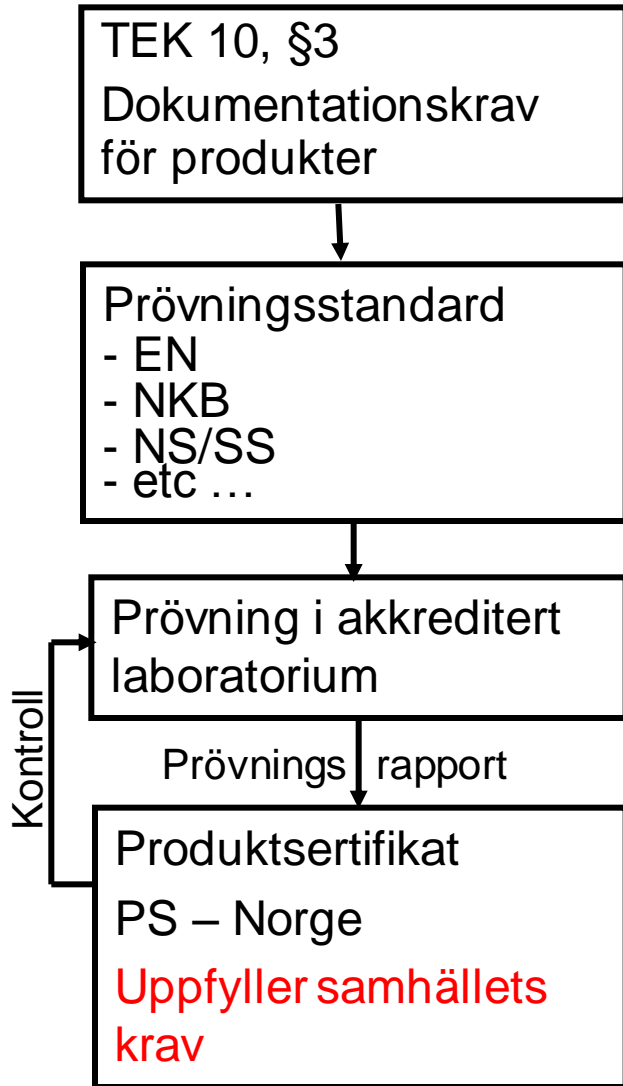 TEK 10, §3
Dokumentationskrav
för produkter
Prövningsstandard
- EN
- NKB
- NS/SS
- etc ...
Prövning i akkreditert
laboratorium
Kontroll
Prövnings rapport
Produktsertifikat
PS – Norge
Uppfyller samhällets
krav